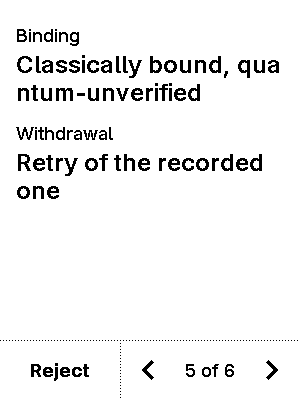 Binding
Classically bound, qua
ntum-unverified
Withdrawal
Retry of the recorded
one
Reject
5 of 6